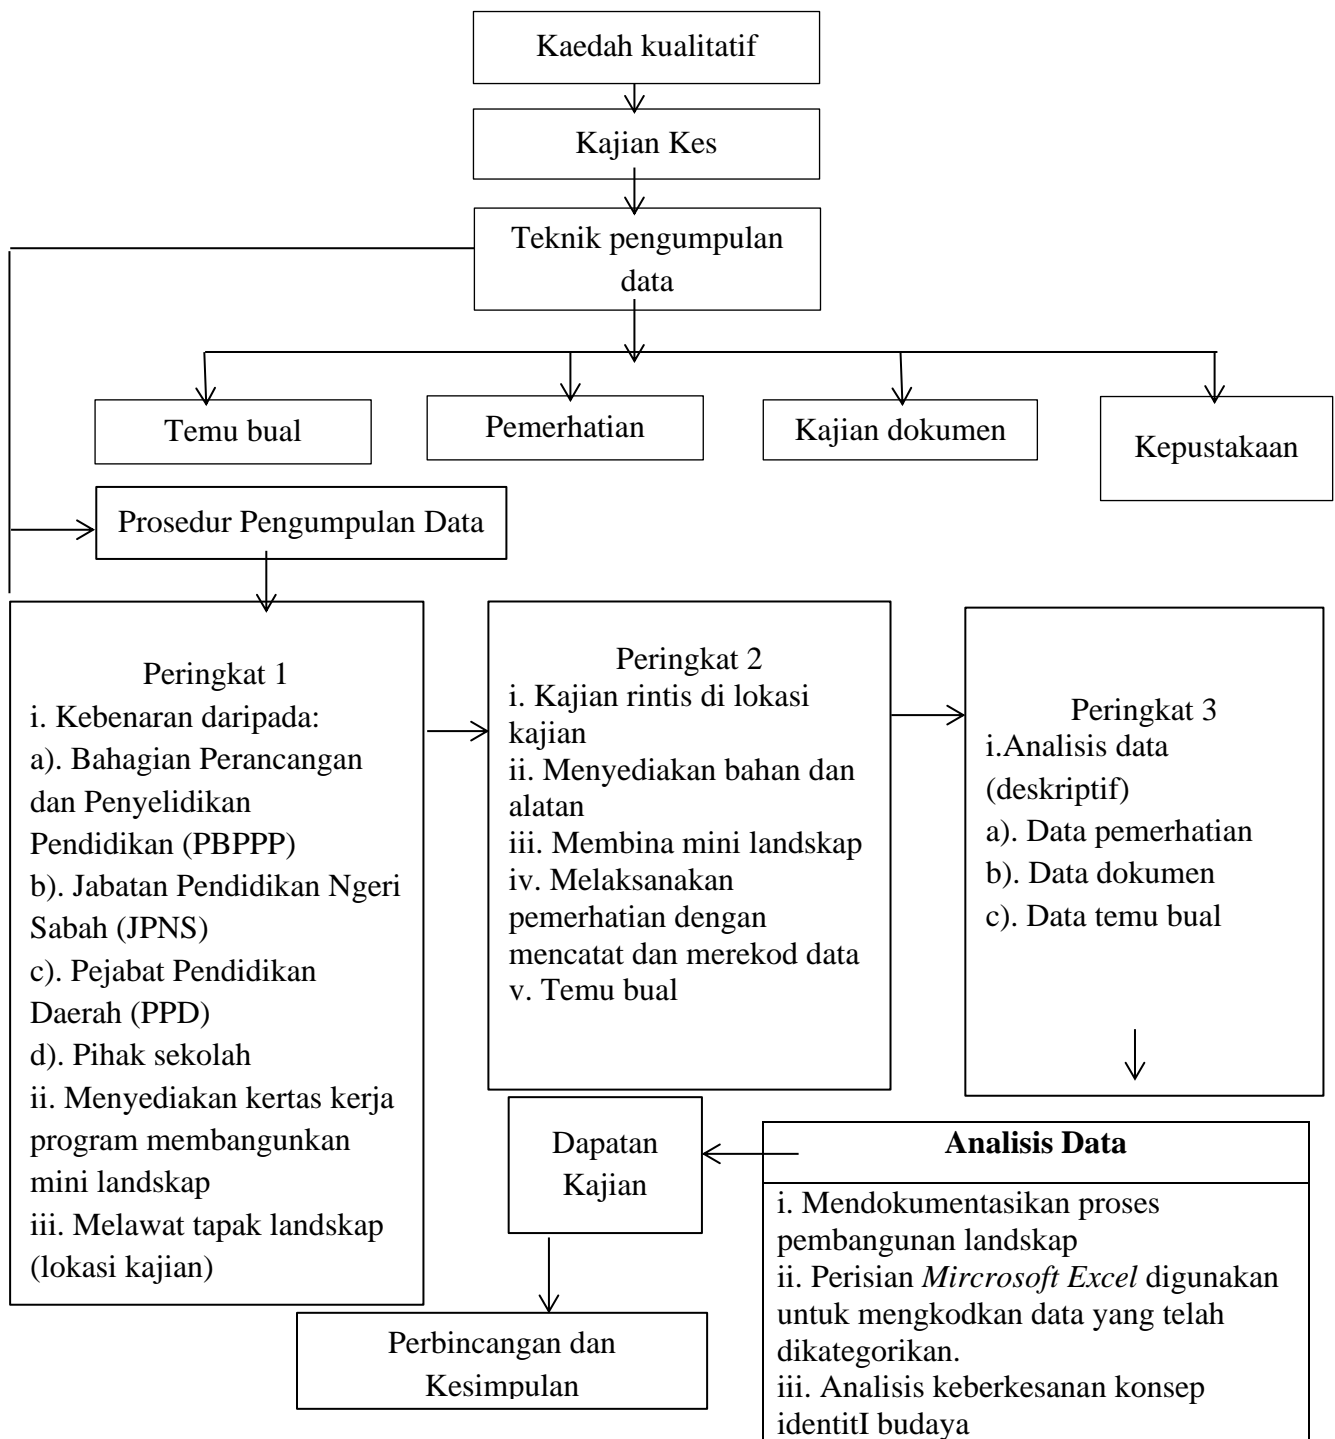 Kaedah kualitatif
Kajian Kes
Teknik pengumpulan
data
Temu bual
Pemerhatian
Kajian dokumen
Kepustakaan
Prosedur Pengumpulan Data
Peringkat 1
i. Kebenaran daripada:
a). Bahagian Perancangan
dan Penyelidikan
Pendidikan (PBPPP)
b). Jabatan Pendidikan Ngeri
Sabah (JPNS)
c). Pejabat Pendidikan
Daerah (PPD)
d). Pihak sekolah
ii. Menyediakan kertas kerja
program membangunkan
mini landskap
iii. Melawat tapak landskap
(lokasi kajian)
Peringkat 2
i. Kajian rintis di lokasi
kajian
ii. Menyediakan bahan dan
alatan
iii. Membina mini landskap
iv. Melaksanakan
pemerhatian dengan
mencatat dan merekod data
v. Temu bual
Peringkat 3
i.Analisis data
(deskriptif)
a). Data pemerhatian
b). Data dokumen
c). Data temu bual
Analisis Data
i. Mendokumentasikan proses
pembangunan landskap
ii. Perisian Mircrosoft Excel digunakan
untuk mengkodkan data yang telah
dikategorikan.
iii. Analisis keberkesanan konsep
identitI budaya
Dapatan
Kajian
Perbincangan dan
Kesimpulan